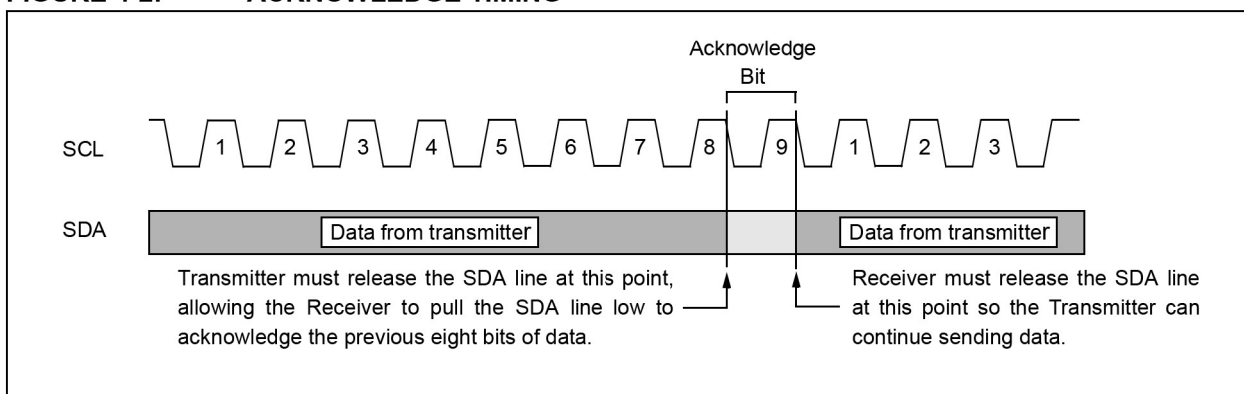 Acknowledge
Bit
SCL
1 2 3 4 5 6 7 8 9 1 2 3
SDA
Data from transmitter
Data from transmitter
Transmitter must release the SDA line at this point,
allowing the Receiver to pull the SDA line low to
acknowledge the previous eight bits of data.
Receiver must release the SDA line
at this point so the Transmitter can
continue sending data.